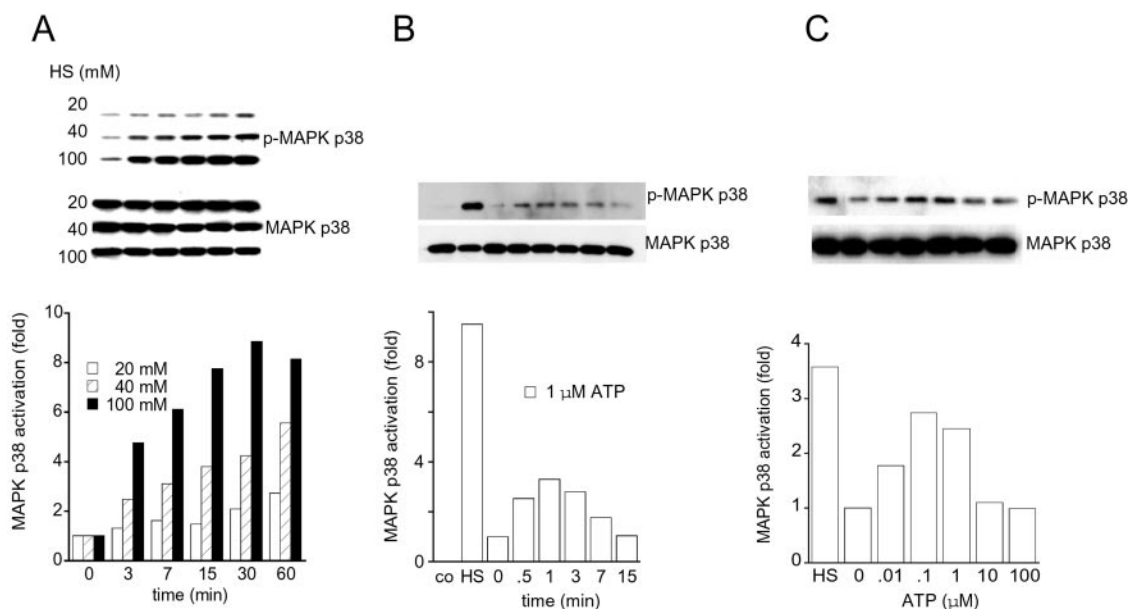 A
HS (mM)
20
40
100
p-MAPK p38
20
40
100
MAPK p38
MAPK p38 activation (fold)
10
8
6
4
2
0
20 mM
40 mM
100 mM
0 3 7 15 30 60
time (min)
B
p-MAPK p38
MAPK p38
MAPK p38 activation (fold)
8
4
0
1 μM ATP
co HS 0 .5 1 3 7 15
time (min)
C
p-MAPK p38
MAPK p38
MAPK p38 activation (fold)
4
3
2
1
0
HS 0 .01 .1 1 10 100
ATP (μM)